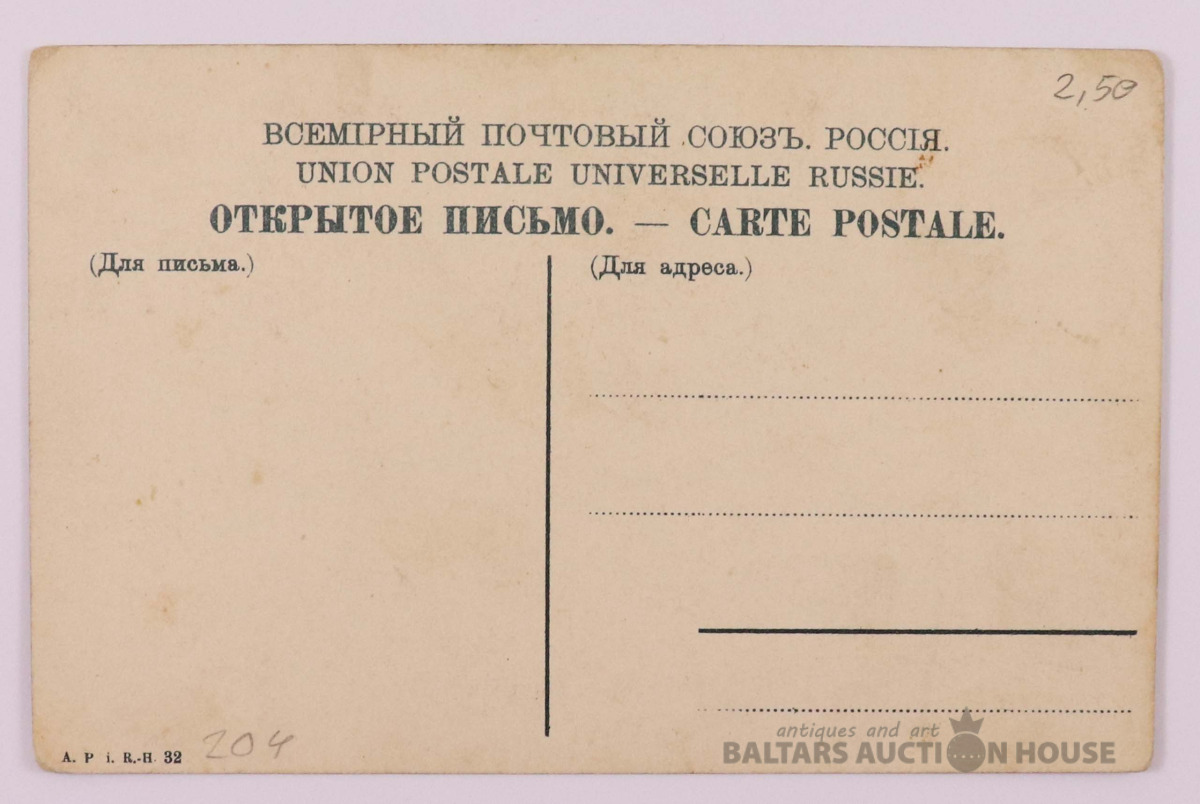 2,50
ВСЕМІРНЫЙ ПОЧТОВЫЙ СОЮЗЪ. РОССІЯ.
UNION POSTALE UNIVERSELLE RUSSIE.
ОТКРЫТОЕ ПИСЬМО. — CARTE POSTALE.
(Для письма.)
(Для адреса.)
A. P i. R.-H. 32
204
antiques and art
BALTARS AUCTION HOUSE